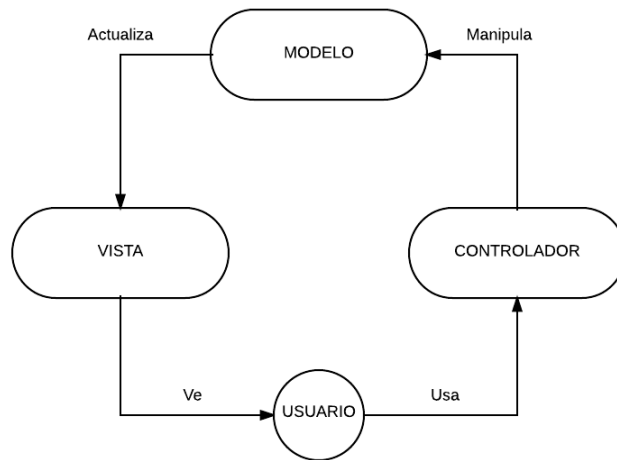 Actualiza
Manipula
MODELO
VISTA
CONTROLADOR
Ve
USUARIO
Usa